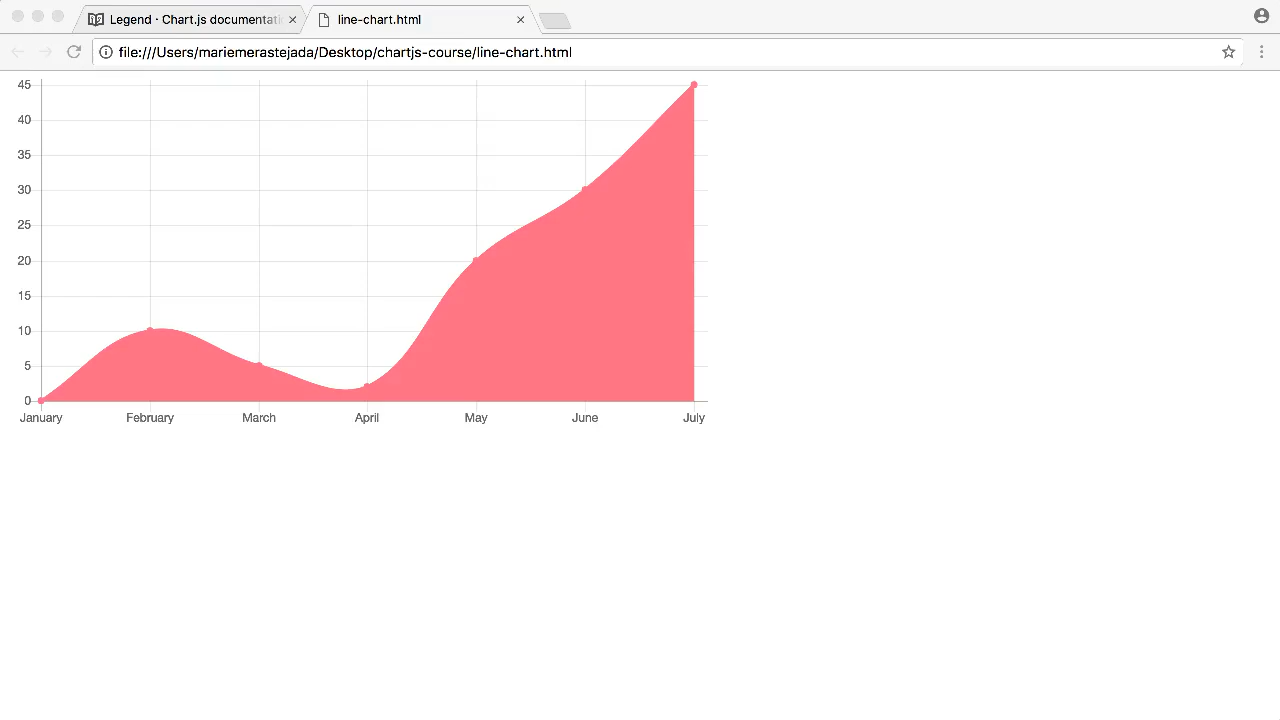 Legend · Chart.js documentati
line-chart.html
file:///Users/mariemerastejada/Desktop/chartjs-course/line-chart.html
45
40
35
30
25
20
15
10
5
0
January February March April May June July